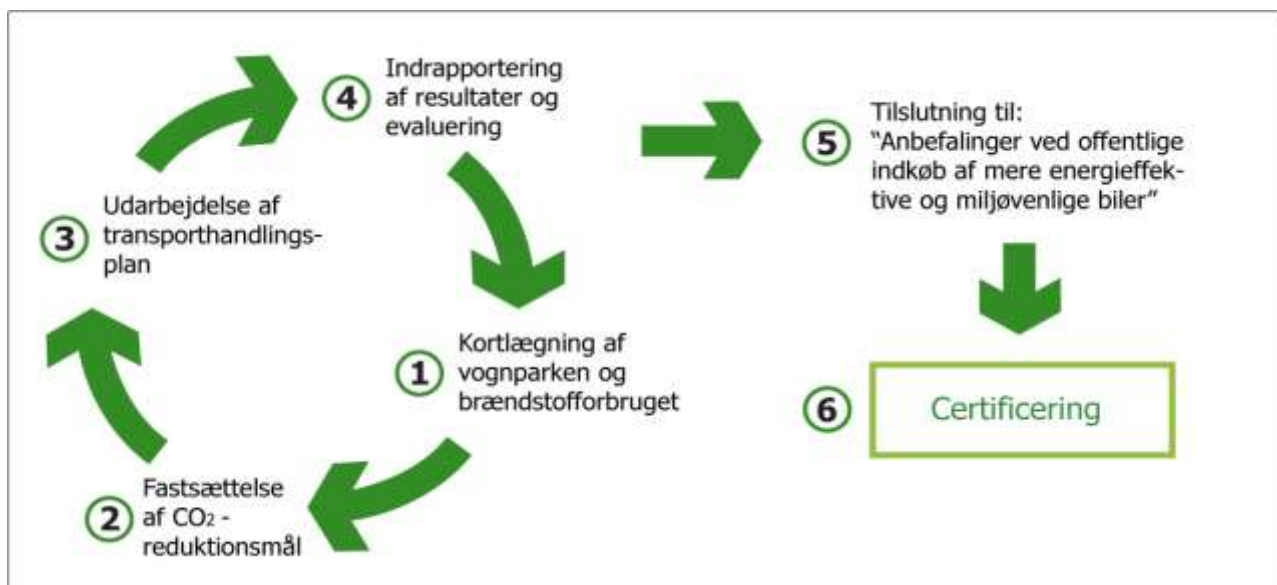 4
Indrapportering
af resultater og
evaluering
5
Tilslutning til:
“Anbefalinger ved offentlige
indkøb af mere energieffek-
tive og miljøvenlige biler”
3
Udarbejdelse af
transporthandlings-
plan
1
Kortlægning af
vognparken og
brændstofforbruget
6
Certificering
2
Fastsættelse
af CO₂ -
reduktionsmål